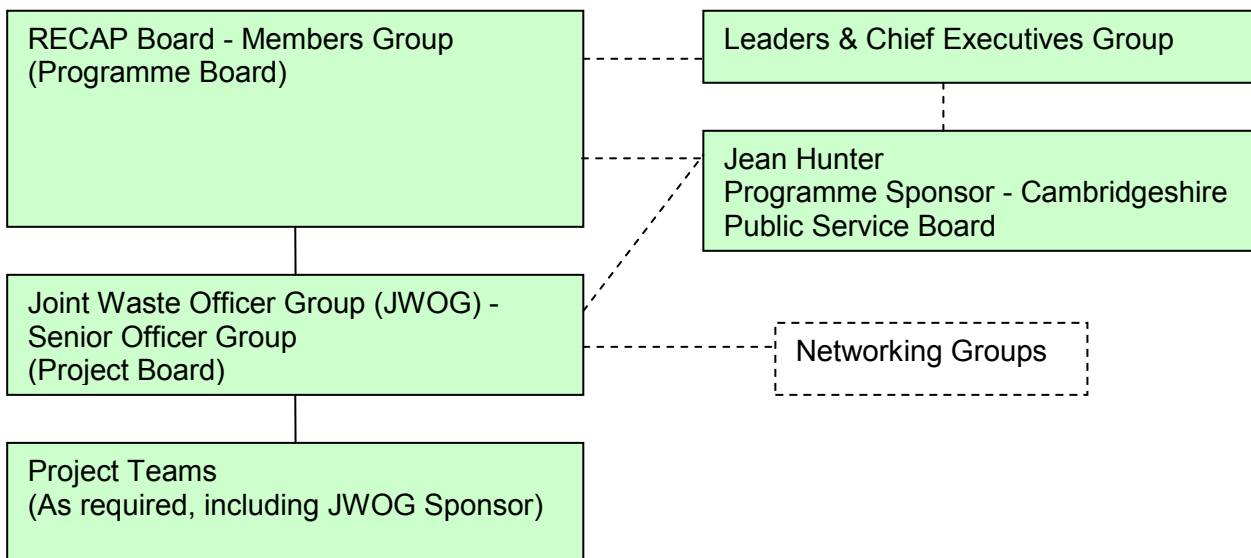 RECAP Board - Members Group
(Programme Board)
Leaders & Chief Executives Group
Jean Hunter
Programme Sponsor - Cambridgeshire
Public Service Board
Joint Waste Officer Group (JWOG) -
Senior Officer Group
(Project Board)
Networking Groups
Project Teams
(As required, including JWOG Sponsor)